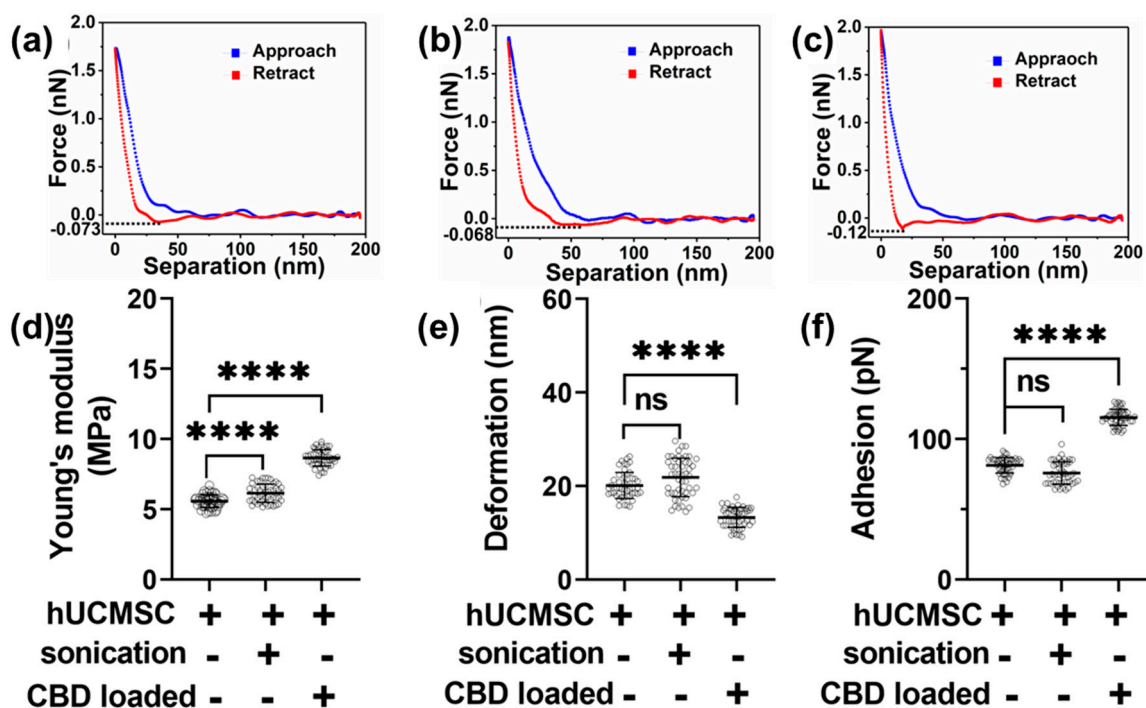 (a)
2.0
1.5
1.0
0.5
0.0
-0.073
Force (nN)
Approach
Retract
0 50 100 150 200
Separation (nm)
(b)
2.0
1.5
1.0
0.5
0.0
-0.068
Force (nN)
Approach
Retract
0 50 100 150 200
Separation (nm)
(c)
2.0
1.5
1.0
0.5
0.0
-0.12
Force (nN)
Appraoch
Retract
0 50 100 150 200
Separation (nm)
(d)
Young's modulus
(MPa)
20
15
10
5
0
****
****
hUCMSC + + +
sonication - + -
CBD loaded - - +
(e)
Deformation (nm)
60
40
20
0
****
ns
hUCMSC + + +
sonication - + -
CBD loaded - - +
(f)
Adhesion (pN)
200
100
0
****
ns
hUCMSC + + +
sonication - + -
CBD loaded - - +